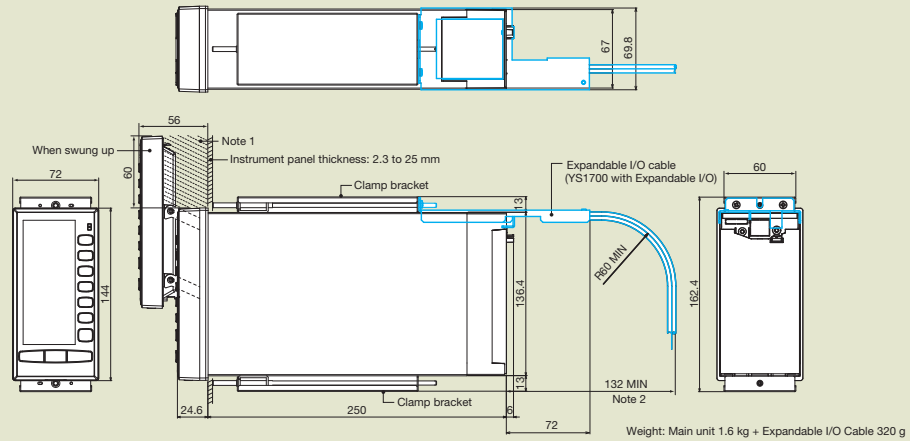 67
69.8
56
Note 1
When swung up
Instrument panel thickness: 2.3 to 25 mm
60
72
Clamp bracket
Expandable I/O cable
(YS1700 with Expandable I/O)
60
13
144
R60 MIN
136.4
162.4
13
132 MIN
Note 2
Clamp bracket
24.6
250
6
72
Weight: Main unit 1.6 kg + Expandable I/O Cable 320 g